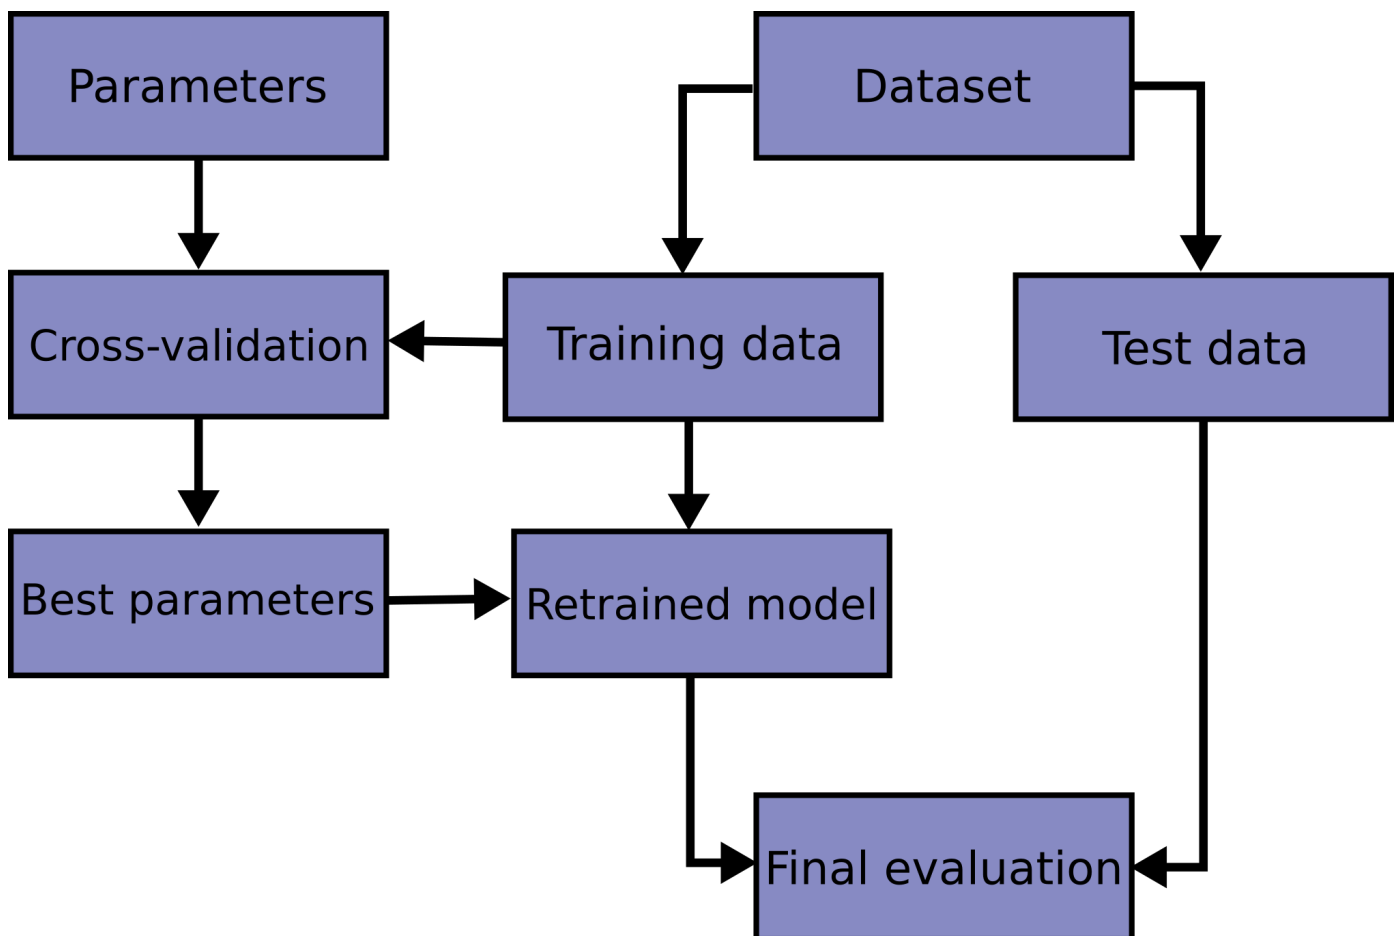 Parameters
Dataset
Cross-validation
Training data
Test data
Best parameters
Retrained model
Final evaluation